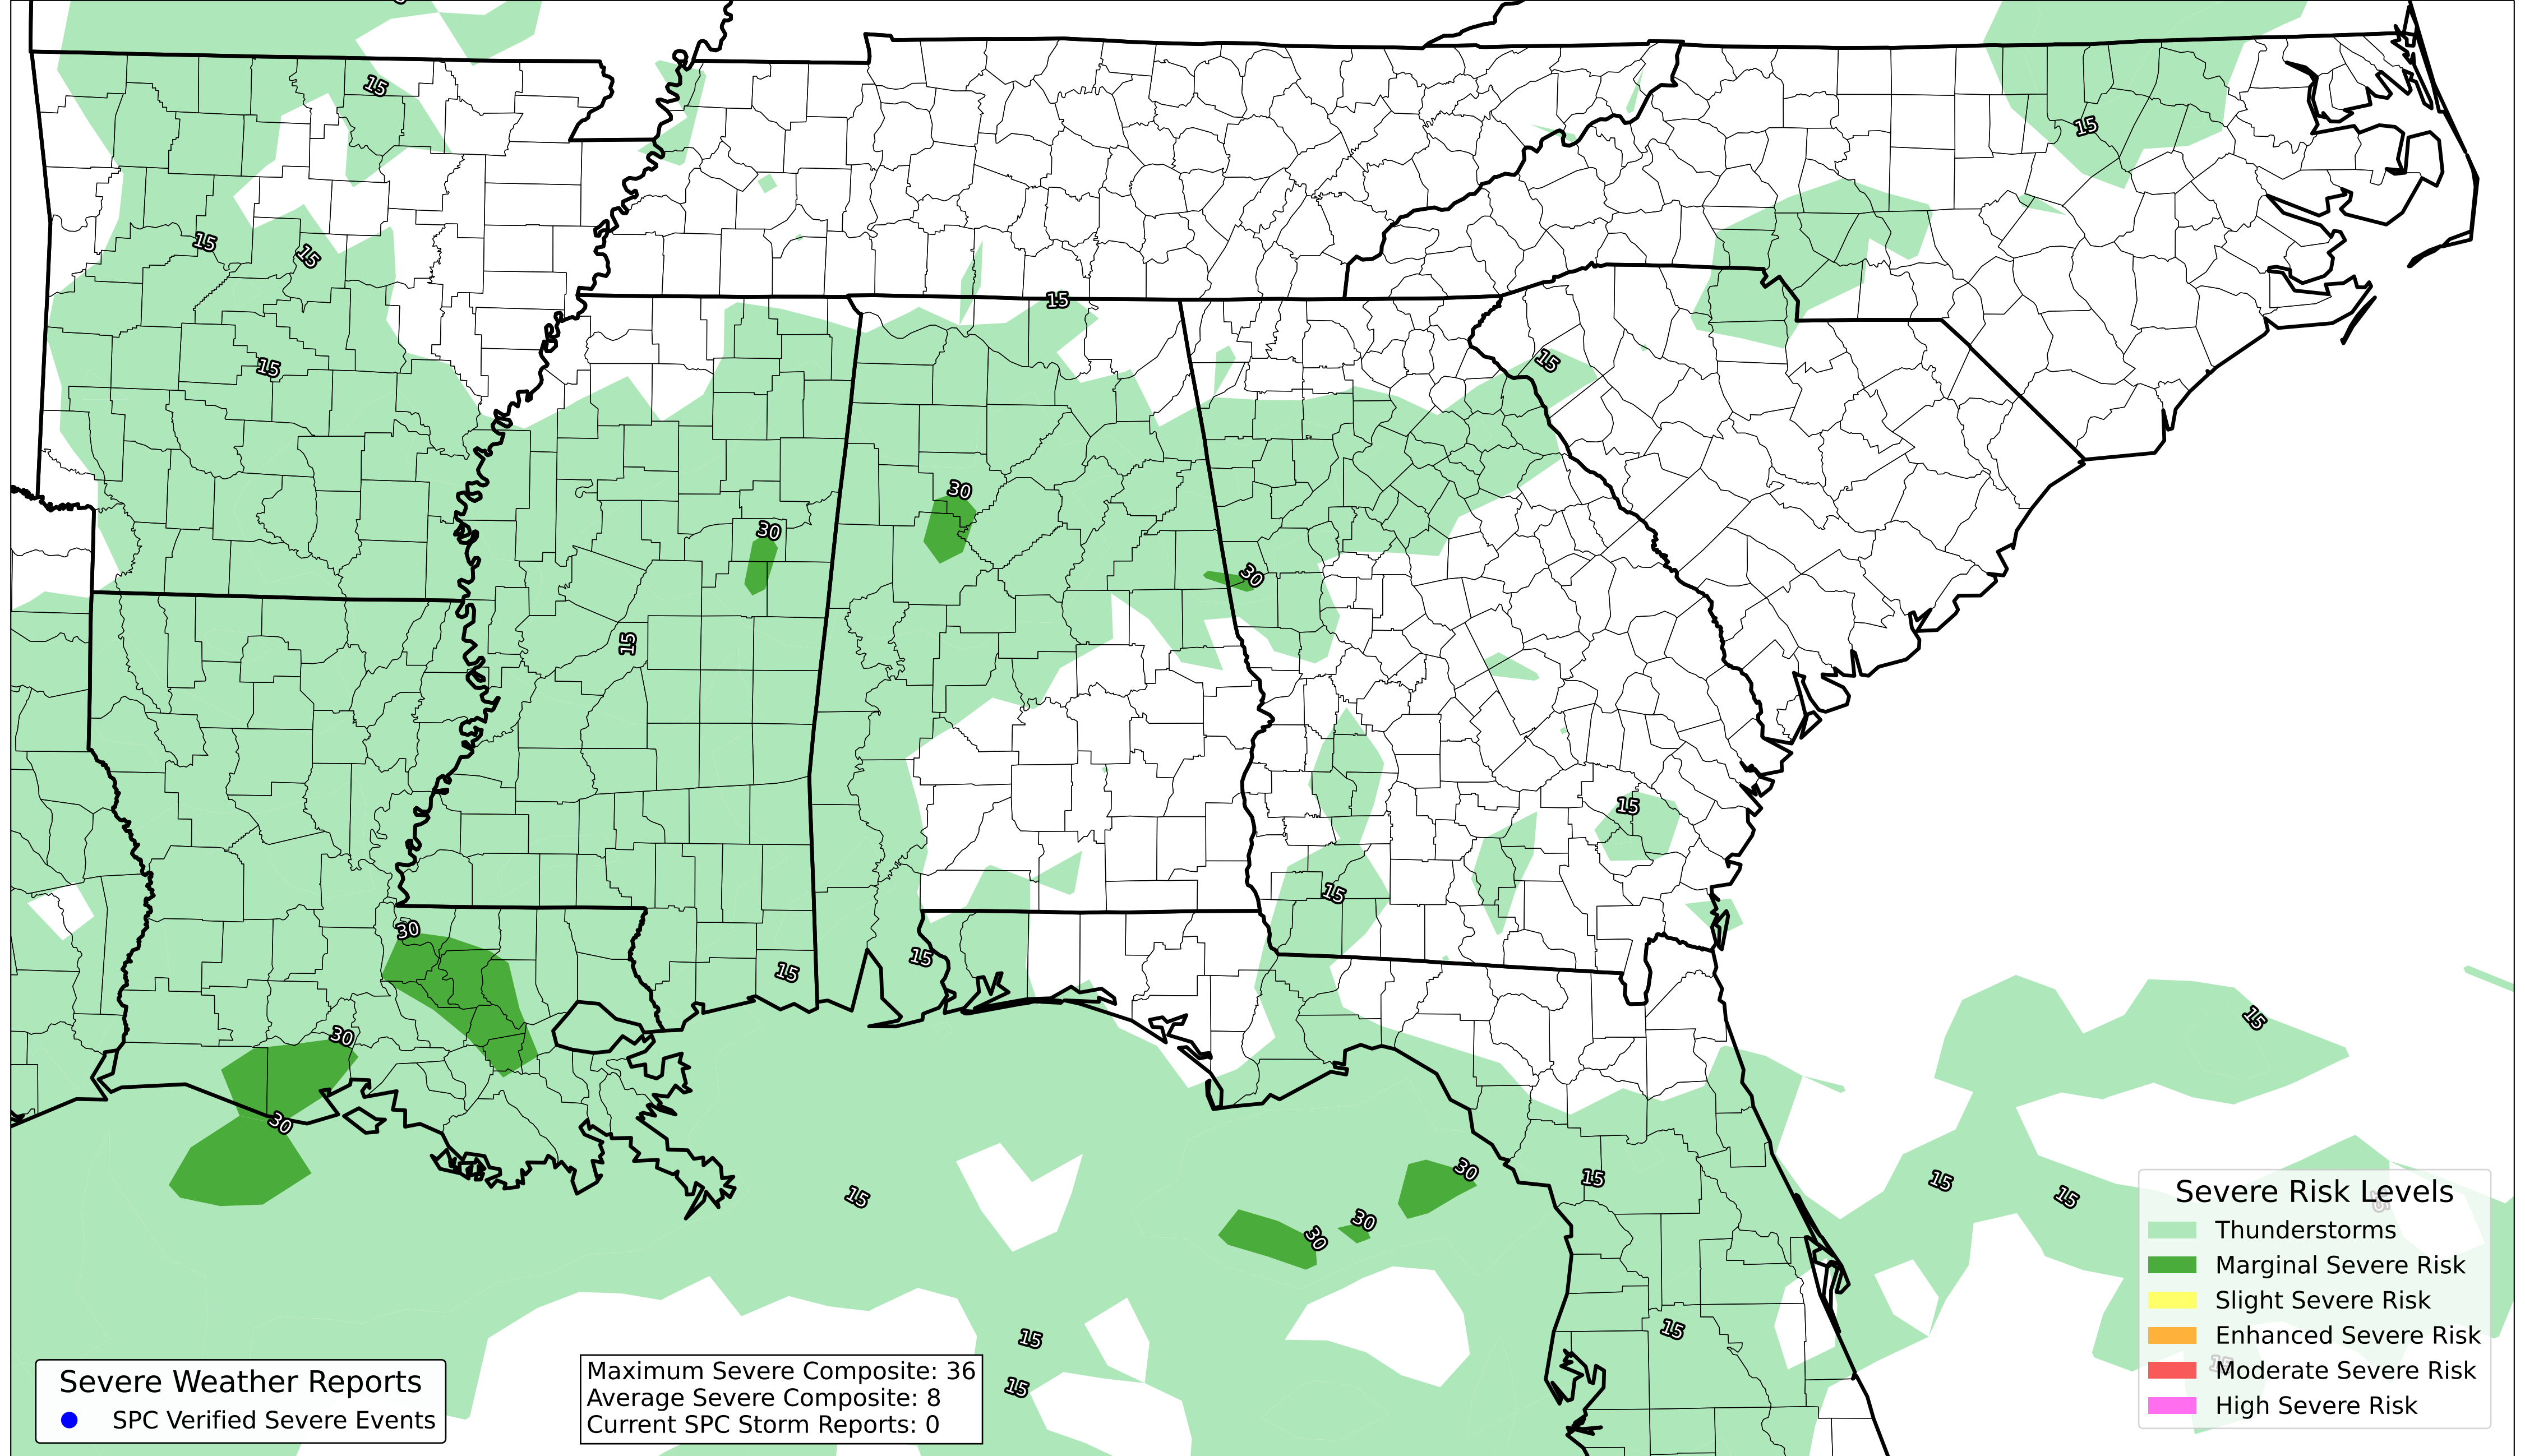 15
15
15
15
15
15
15
30
30
30
15
15
15
30
15
15
30
15
30
30
15
30
15
15
15
30
30
15
15
15
Severe Risk Levels
Thunderstorms
Marginal Severe Risk
Slight Severe Risk
Enhanced Severe Risk
Moderate Severe Risk
High Severe Risk
Severe Weather Reports
SPC Verified Severe Events
Maximum Severe Composite: 36
Average Severe Composite: 8
Current SPC Storm Reports: 0